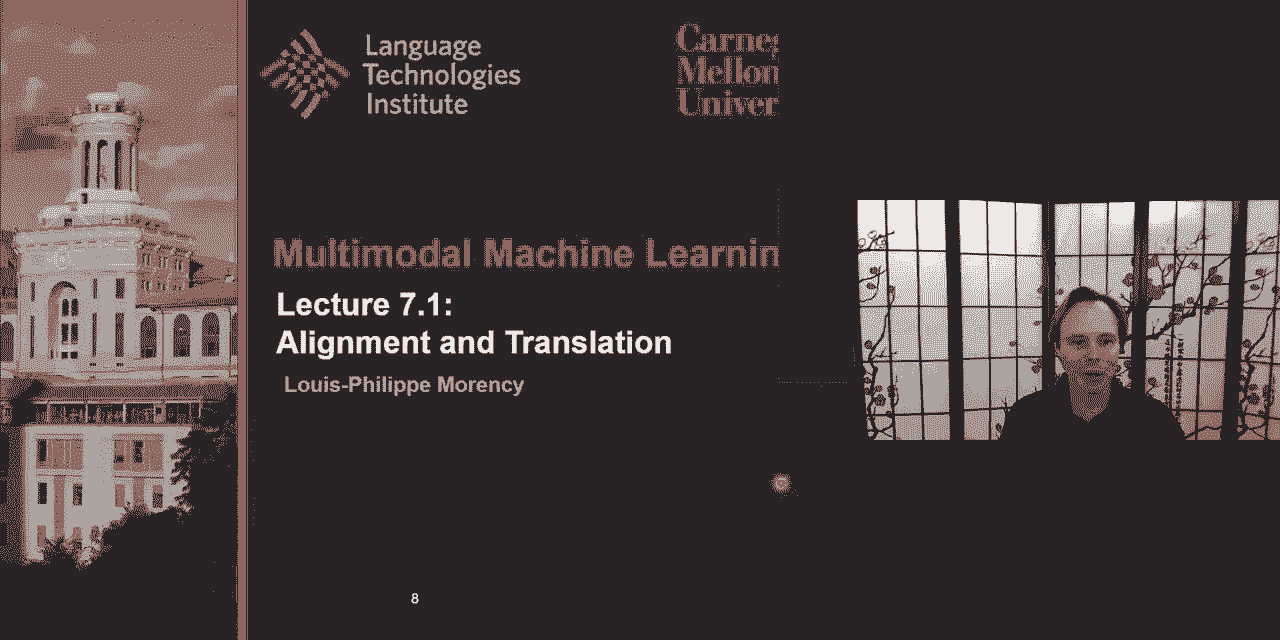 Language
Technologies
Institute
Carneg
Mellon
Univer
Multimodal Machine Learnin
Lecture 7.1:
Alignment and Translation
Louis-Philippe Morency
8